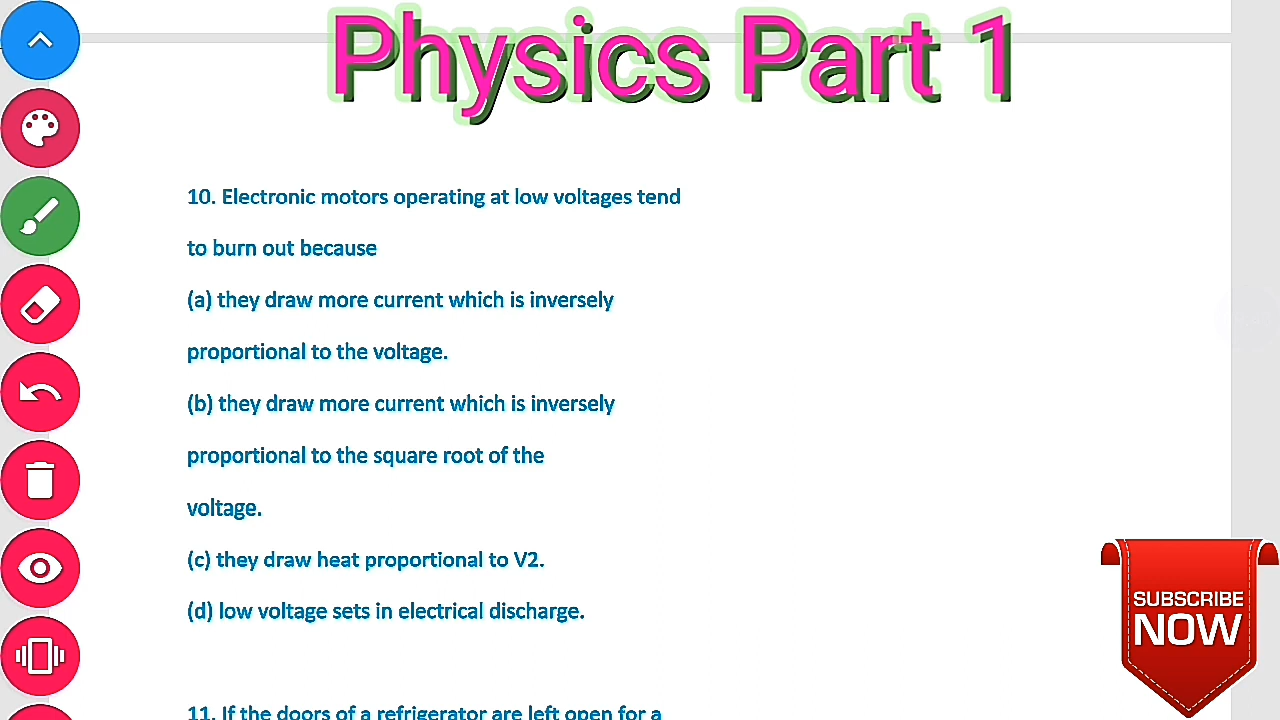 Physics Part 1
10. Electronic motors operating at low voltages tend
to burn out because
(a) they draw more current which is inversely
proportional to the voltage.
(b) they draw more current which is inversely
proportional to the square root of the
voltage.
(c) they draw heat proportional to V2.
(d) low voltage sets in electrical discharge.
SUBSCRIBE
NOW
11. If the doors of a refrigerator are left open for a